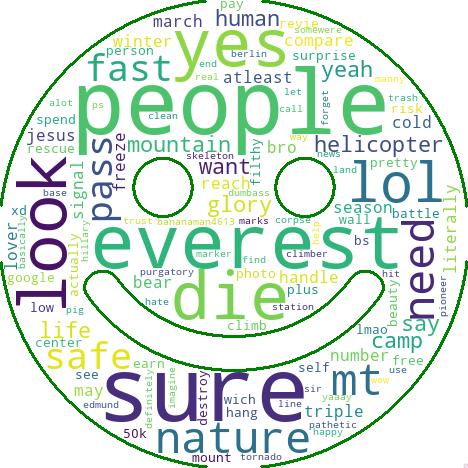 pay
march human revie somewere
winter yes compare
person berlin surprise
fast end atleast yeah
real let call forget manny
people
alot ps clean trash risk
spend way cold
jesus mountain bro helicopter
rescue freeze skeleton news
pass want filthy pretty
look signal reach land lol
base dumbass
glory season literally
lover xd trust bananaman4613 marks corpse help wall battle
basically actually hillary everest bs need
google marker find climber
purgatory photo handle hit pioneer
low pig bear hate die plus beauty
station say
life climb lmao camp
center number
safe earn self free
see sure mt use
may definitely imagine destroy sir wow
edmund wich line yaaay
hang triple
50k nature pathetic
happy
mount tornado